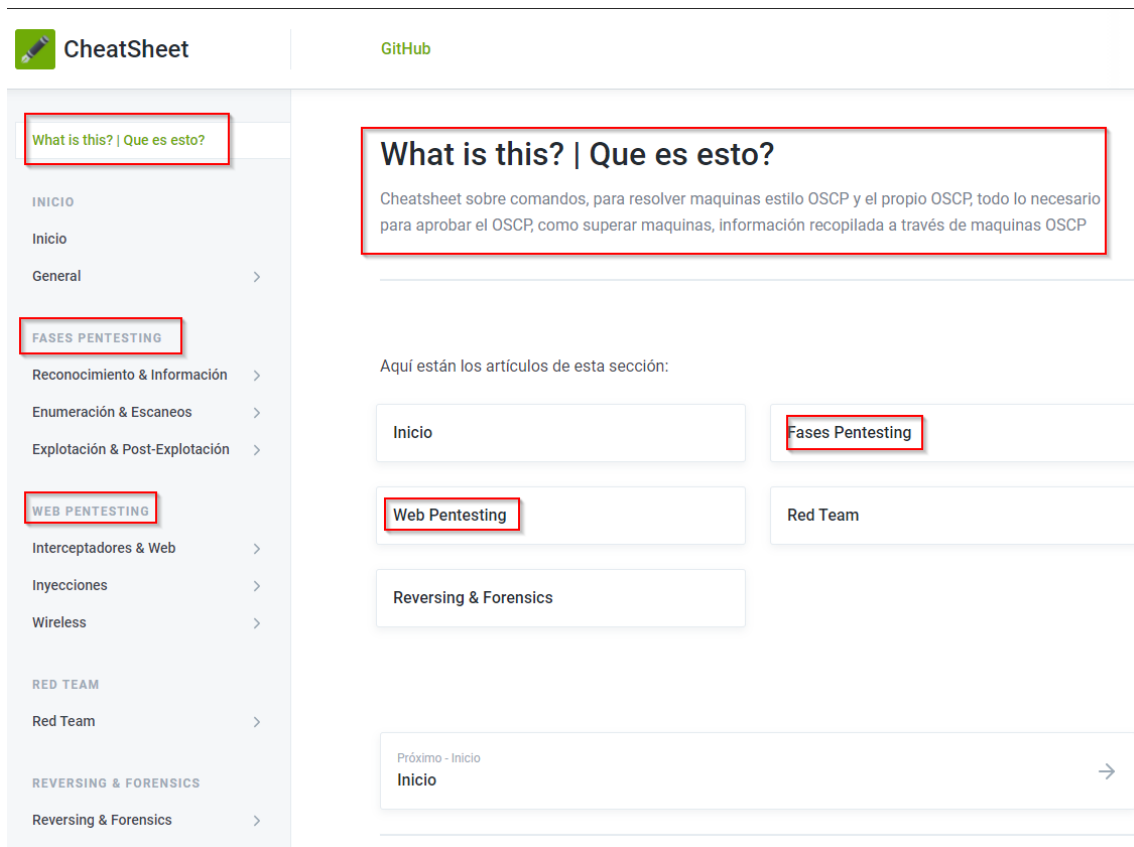 CheatSheet
GitHub
What is this? | Que es esto?
INICIO
Inicio
General
FASES PENTESTING
Reconocimiento & Información
Enumeración & Escaneos
Explotación & Post-Explotación
WEB PENTESTING
Interceptadores & Web
Inyecciones
Wireless
RED TEAM
Red Team
REVERSING & FORENSICS
Reversing & Forensics
What is this? | Que es esto?
Cheatsheet sobre comandos, para resolver maquinas estilo OSCP y el propio OSCP, todo lo necesario
para aprobar el OSCP, como superar maquinas, información recopilada a través de maquinas OSCP
Aquí están los artículos de esta sección:
Inicio
Fases Pentesting
Web Pentesting
Red Team
Reversing & Forensics
Próximo - Inicio
Inicio